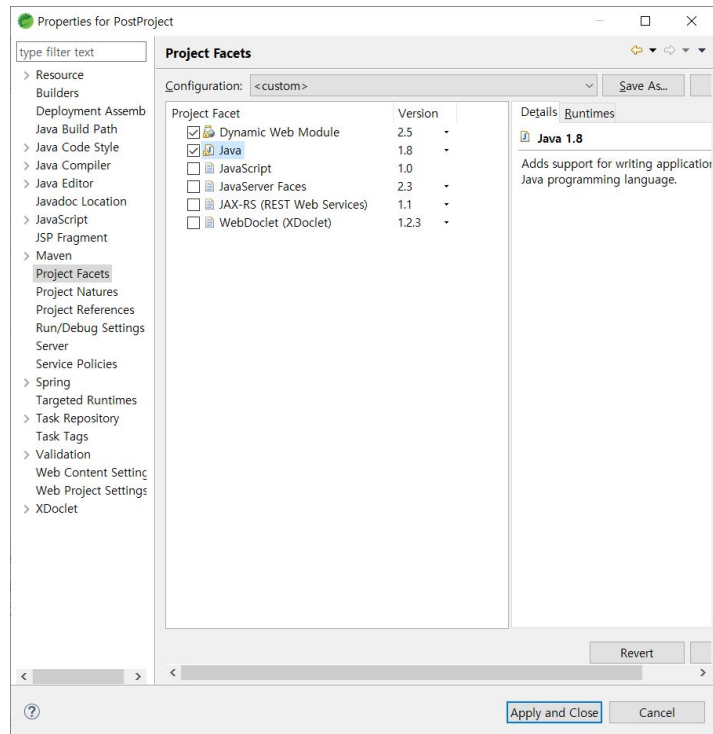 Properties for PostProject
type filter text
Resource
Builders
Deployment Assemb
Java Build Path
Java Code Style
Java Compiler
Java Editor
Javadoc Location
JavaScript
JSP Fragment
Maven
Project Facets
Project Natures
Project References
Run/Debug Settings
Server
Service Policies
Spring
Targeted Runtimes
Task Repository
Task Tags
Validation
Web Content Setting
Web Project Settings
XDoclet
Project Facets
Configuration: <custom> Save As...
Project Facet Version
Dynamic Web Module 2.5
Java 1.8
JavaScript 1.0
JavaServer Faces 2.3
JAX-RS (REST Web Services) 1.1
WebDoclet (XDoclet) 1.2.3
Details Runtimes
Java 1.8
Adds support for writing application
Java programming language.
Revert
Apply and Close Cancel